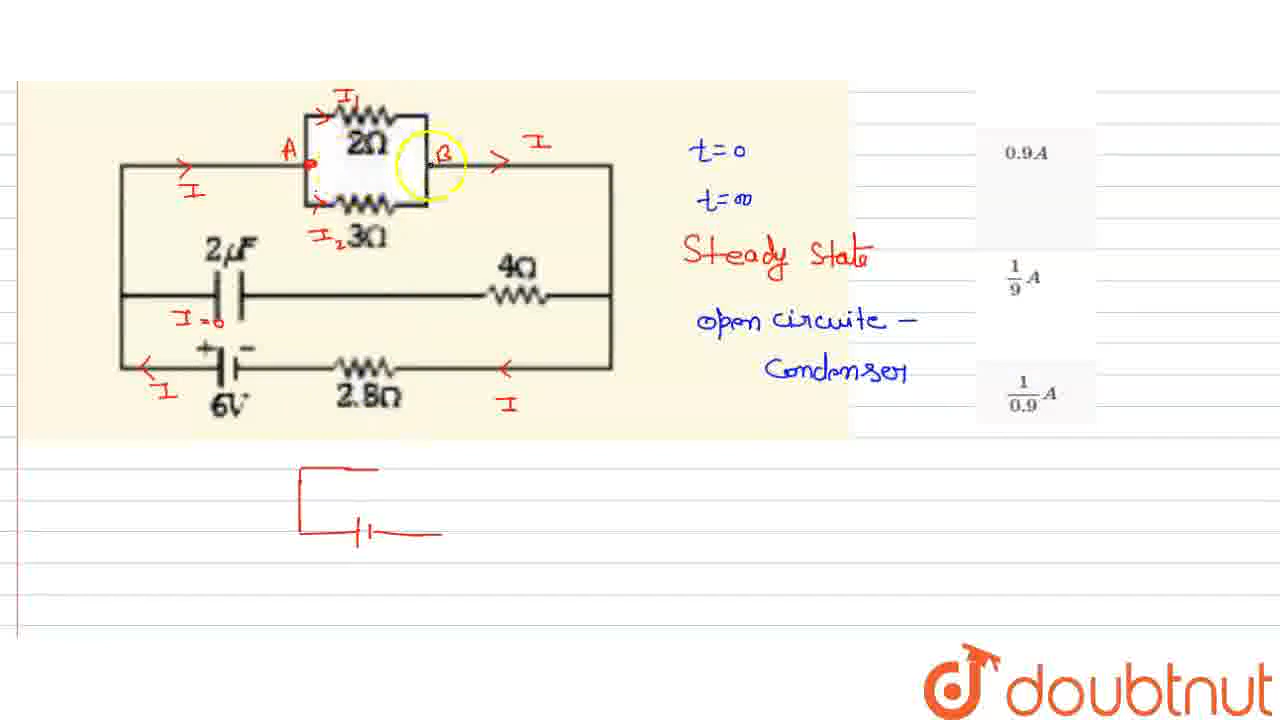 I₁
2Ω
A
B
I
I
I₂
3Ω
2μF
4Ω
I=0
+ -
I
6V
2.8Ω
I
t=0
t=∞
Steady State
open circuite -
Condenser
0.9A
1/9 A
1/0.9 A
doubtnut